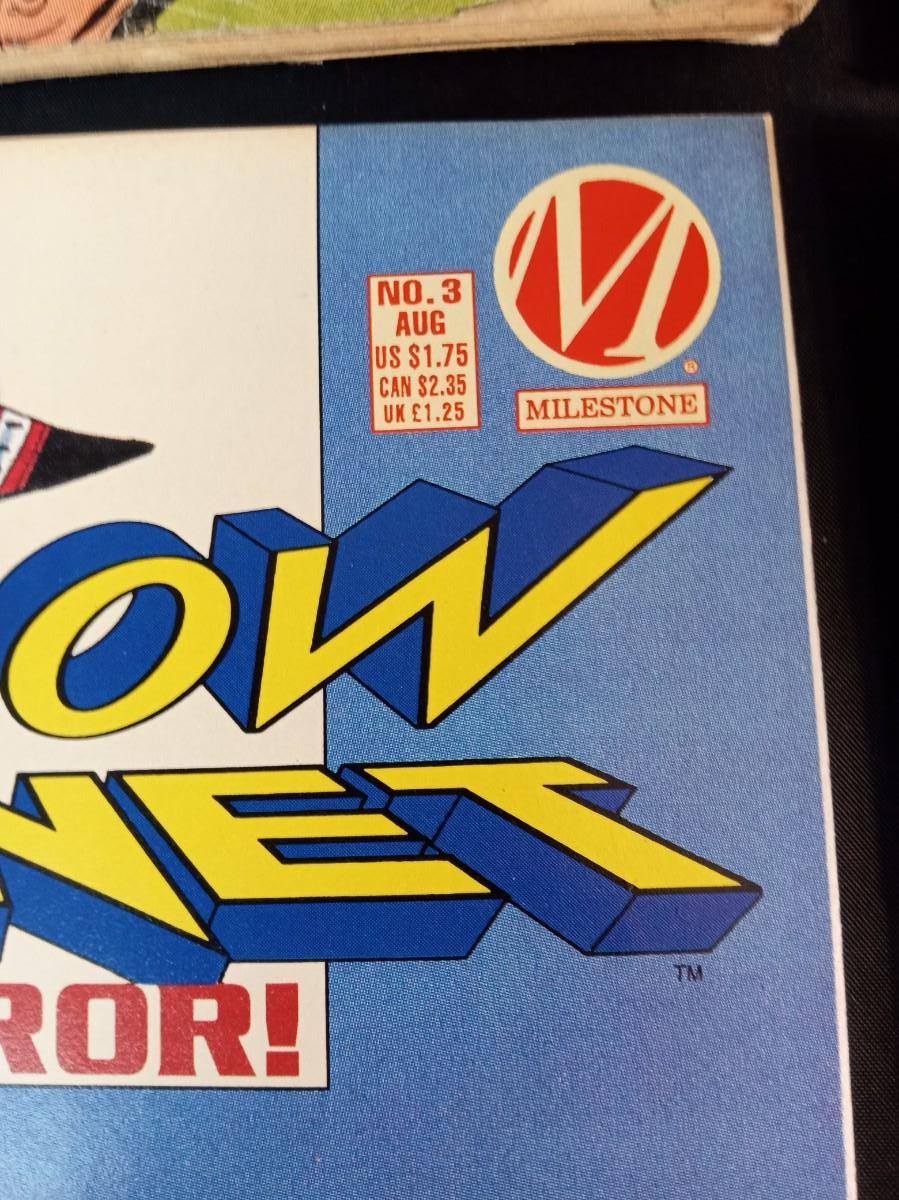 NO. 3
AUG
US $1.75
CAN $2.35
UK £1.25
M
®
MILESTONE
OW
NET
TM
ROR!